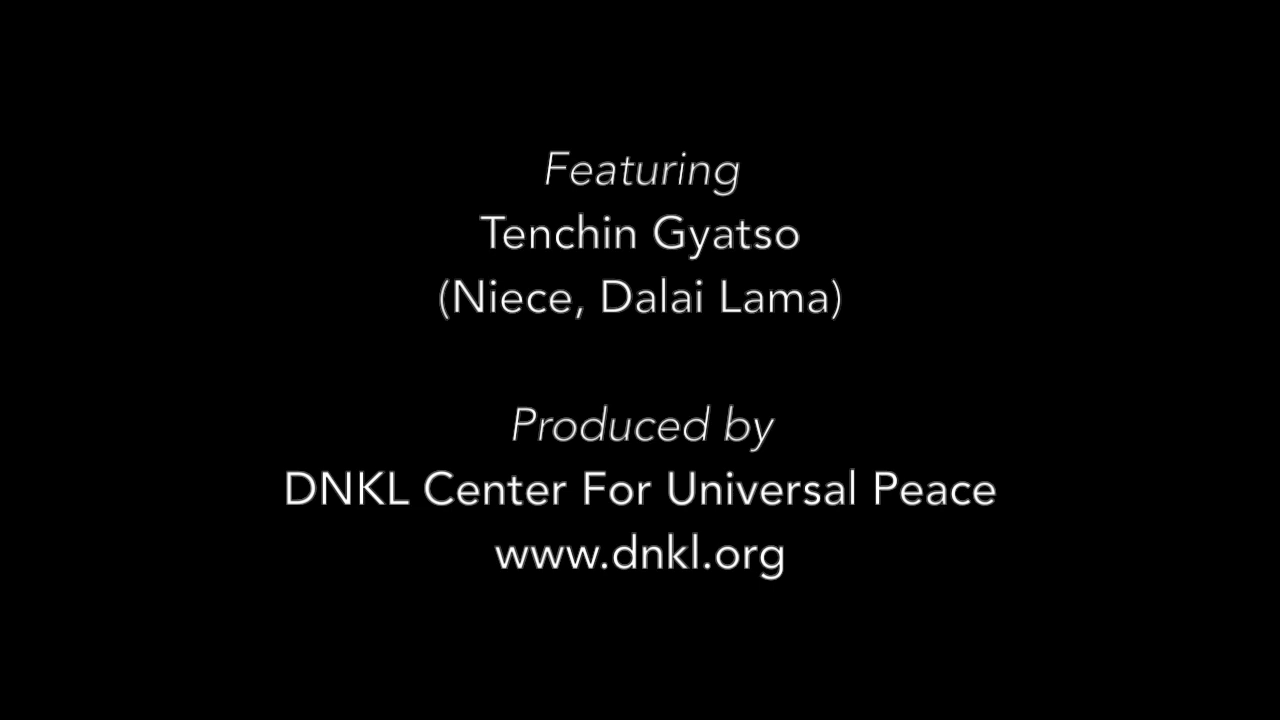 Featuring
Tenchin Gyatso
(Niece, Dalai Lama)
Produced by
DNKL Center For Universal Peace
www.dnkl.org